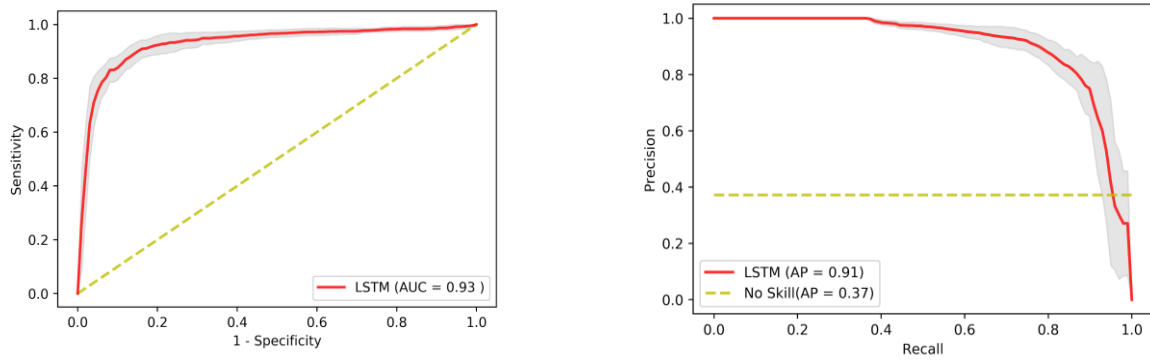 1.0
0.8
0.6
0.4
0.2
0.0
Sensitivity
LSTM (AUC = 0.93 )
0.0 0.2 0.4 0.6 0.8 1.0
1 - Specificity
1.0
0.8
0.6
0.4
0.2
0.0
Precision
LSTM (AP = 0.91)
No Skill(AP = 0.37)
0.0 0.2 0.4 0.6 0.8 1.0
Recall